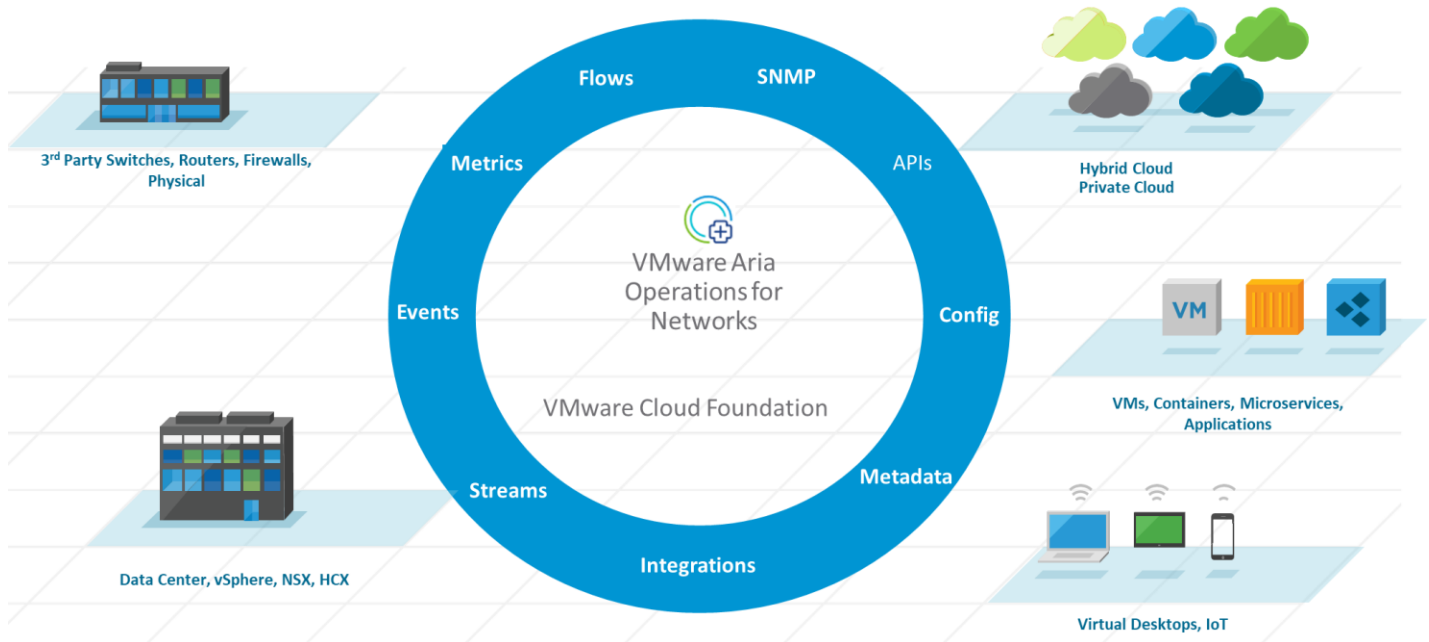 Flows
SNMP
3rd Party Switches, Routers, Firewalls,
Physical
Metrics
APIs
Hybrid Cloud
Private Cloud
VMware Aria
Operations for
Networks
Events
Config
VM
VMware Cloud Foundation
VMs, Containers, Microservices,
Applications
Streams
Metadata
Integrations
Data Center, vSphere, NSX, HCX
Virtual Desktops, IoT